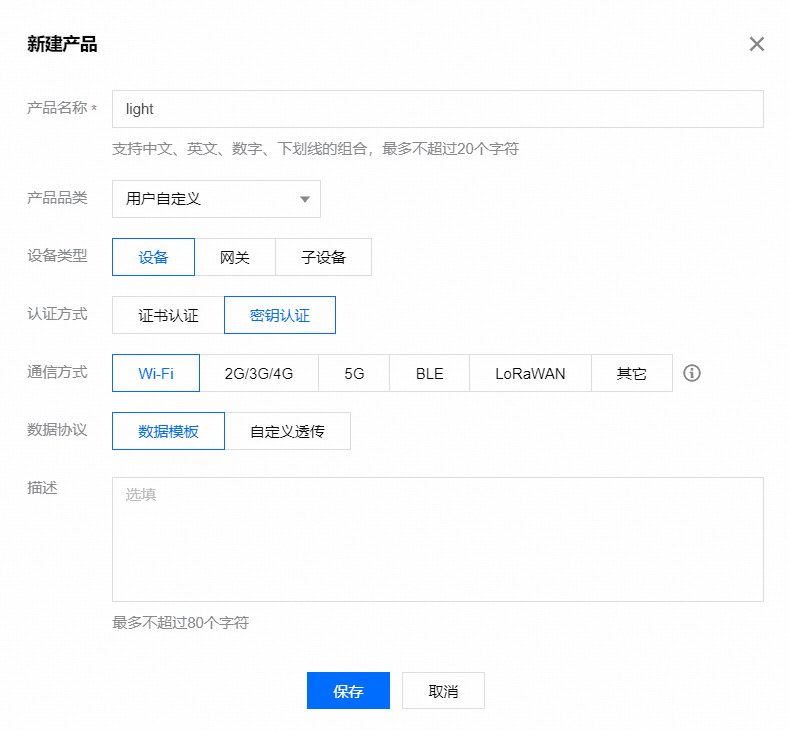 新建产品
产品名称 * light
支持中文、英文、数字、下划线的组合，最多不超过20个字符
产品品类 用户自定义
设备类型 设备 网关 子设备
认证方式 证书认证 密钥认证
通信方式 Wi-Fi 2G/3G/4G 5G BLE LoRaWAN 其它
数据协议 数据模板 自定义透传
描述 选填
最多不超过80个字符
保存 取消